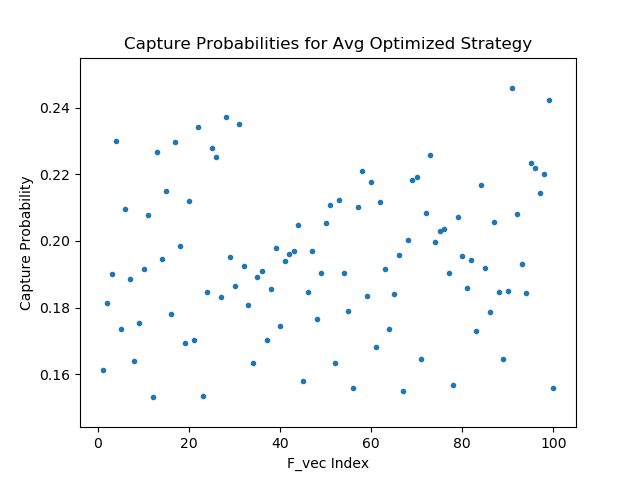 Capture Probabilities for Avg Optimized Strategy
Capture Probability
0.24
0.22
0.20
0.18
0.16
0 20 40 60 80 100
F_vec Index